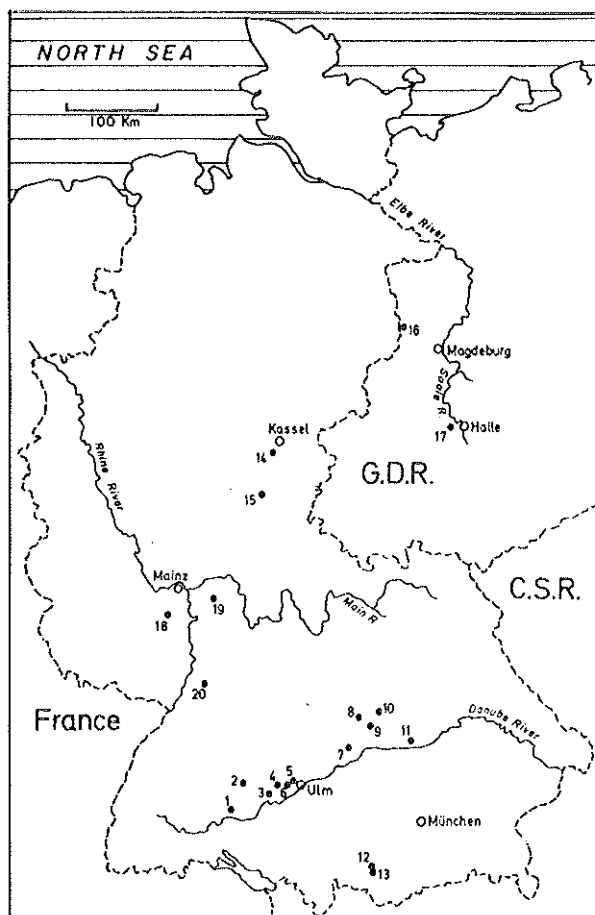 NORTH SEA
100 Km
Elbe River
16
Magdeburg
Saale R.
Kassel
17
Halle
14
G.D.R.
15
Rhine River
Mainz
C.S.R.
19
Main R.
18
20
France
8
10
9
Danube River
7
11
2
4
5
3
6
Ulm
1
München
12
13